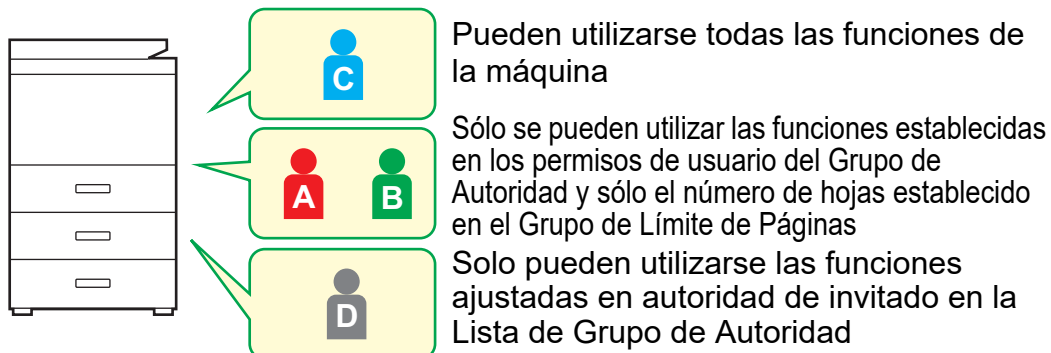 C
Pueden utilizarse todas las funciones de
la máquina
A B
Sólo se pueden utilizar las funciones establecidas
en los permisos de usuario del Grupo de
Autoridad y sólo el número de hojas establecido
en el Grupo de Límite de Páginas
D
Solo pueden utilizarse las funciones
ajustadas en autoridad de invitado en la
Lista de Grupo de Autoridad